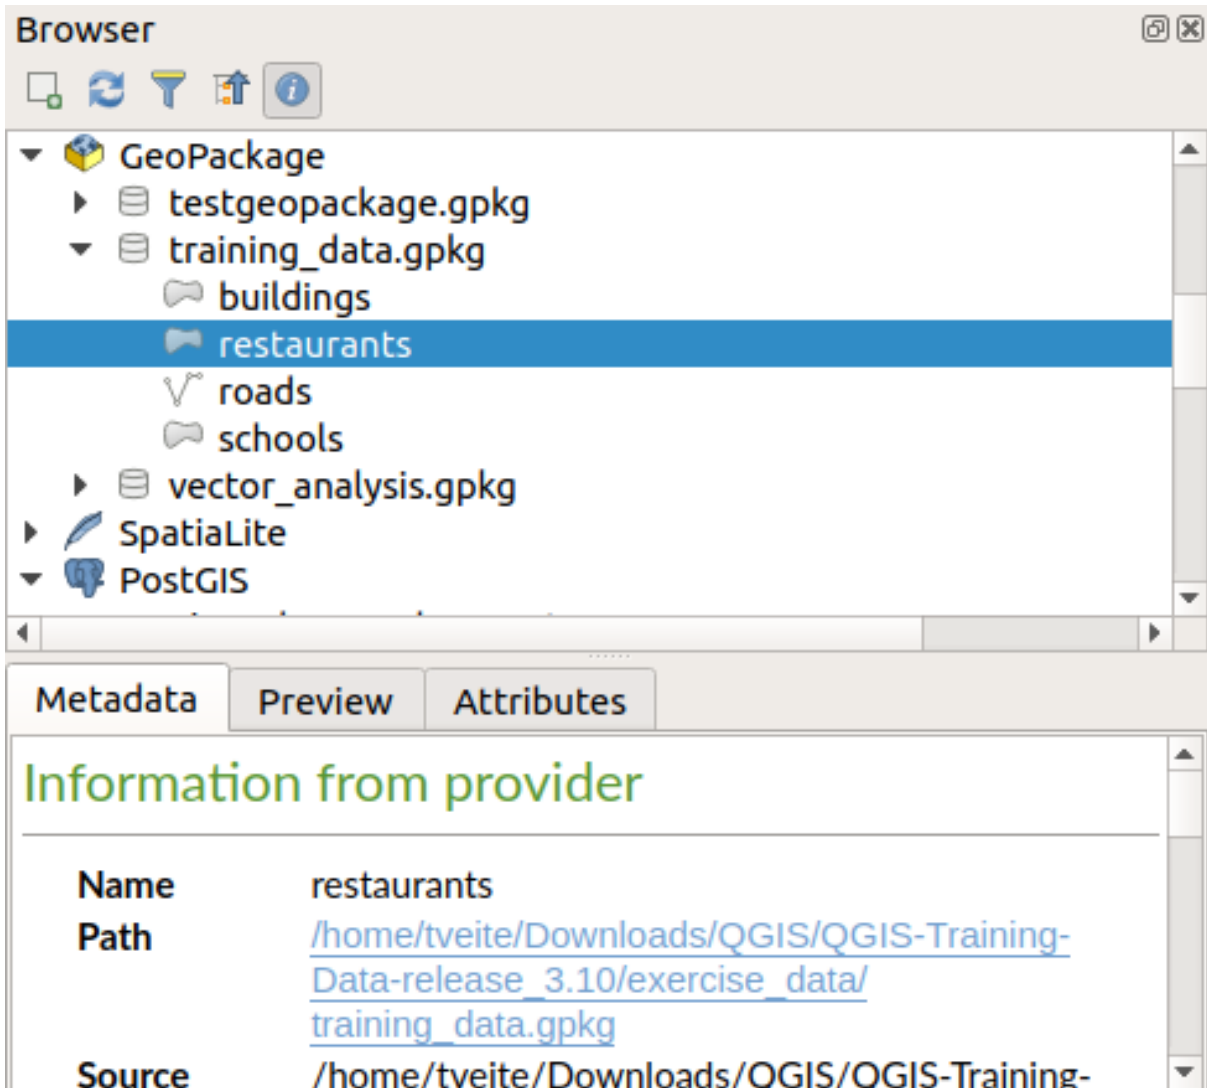 Browser
GeoPackage
testgeopackage.gpkg
training_data.gpkg
buildings
restaurants
roads
schools
vector_analysis.gpkg
SpatiaLite
PostGIS
Metadata Preview Attributes
Information from provider
Name restaurants
Path /home/tveite/Downloads/QGIS/QGIS-Training-
Data-release_3.10/exercise_data/
training_data.gpkg
Source /home/tveite/Downloads/QGIS/QGIS-Training-